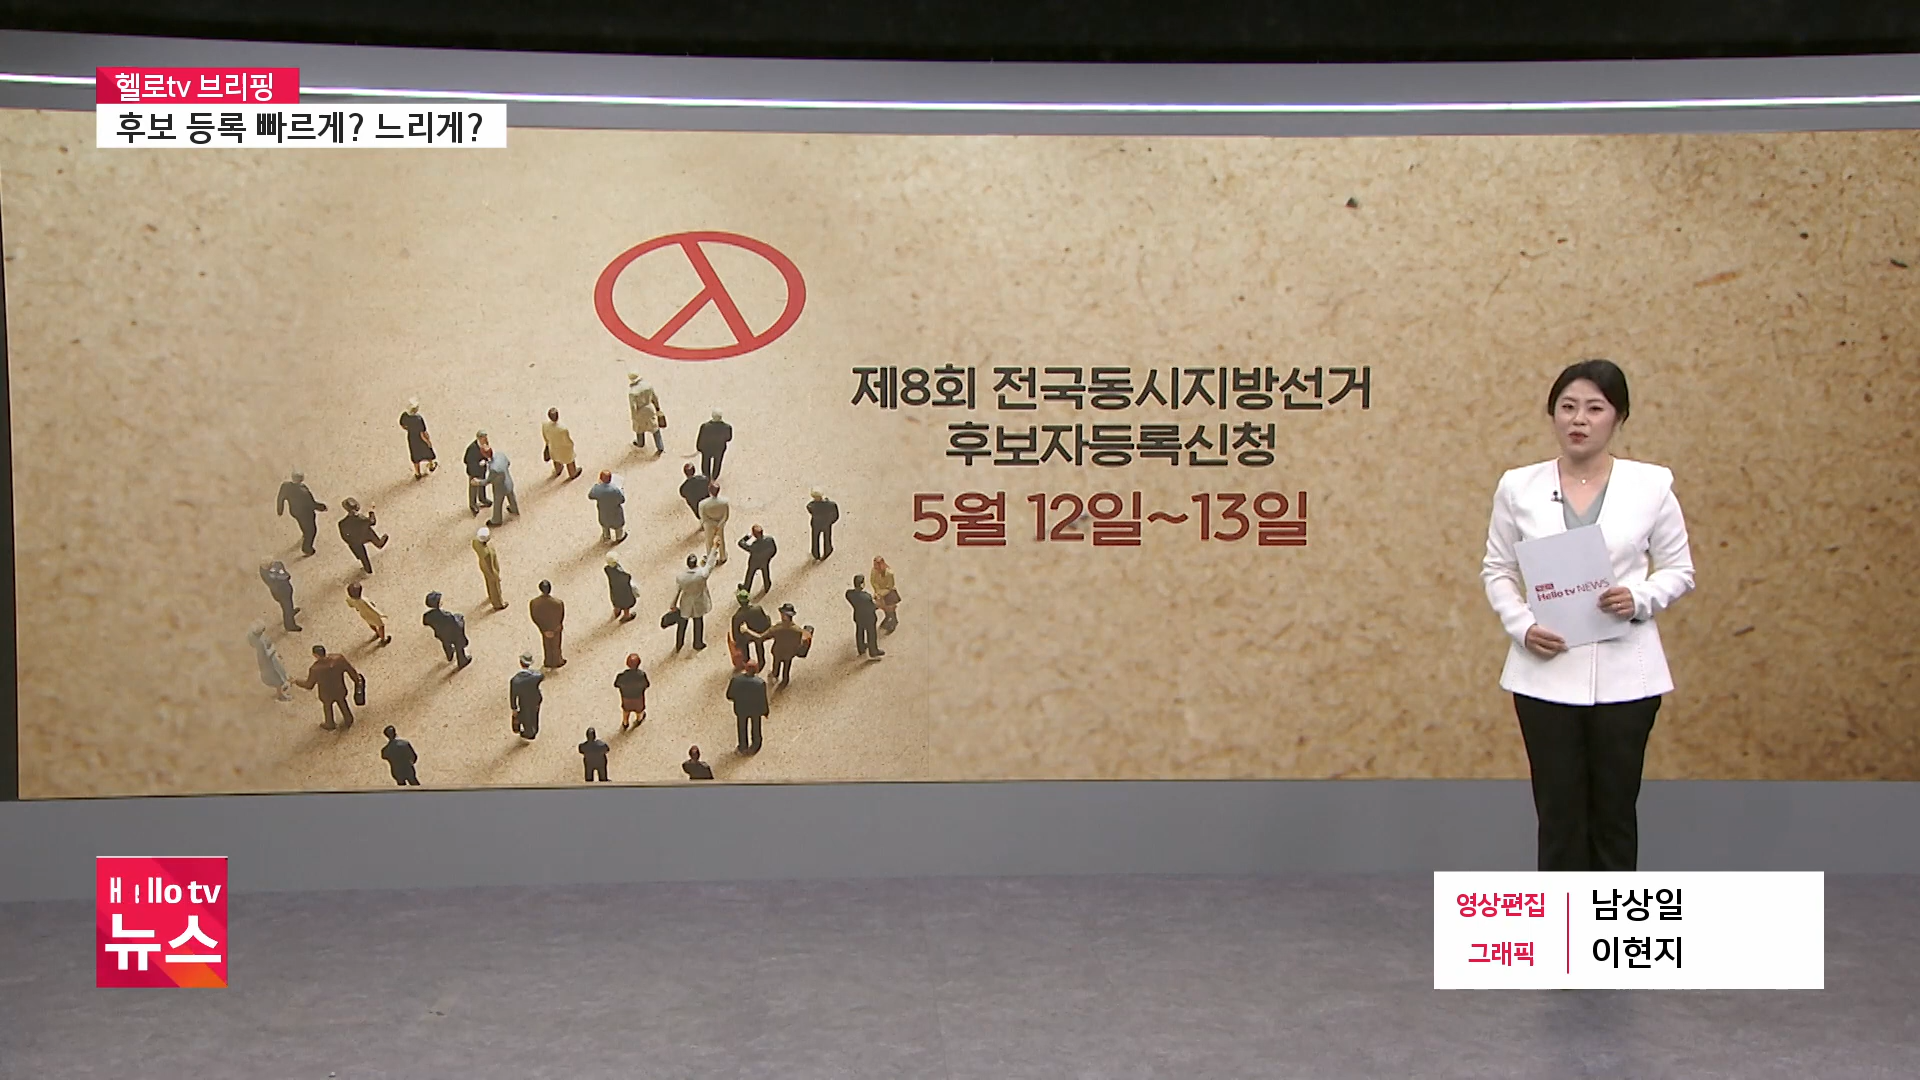 헬로tv 브리핑
후보 등록 빠르게? 느리게?
제8회 전국동시지방선거
후보자등록신청
5월 12일~13일
Hello tv NEWS
Hello tv
뉴스
영상편집 남상일
그래픽 이현지